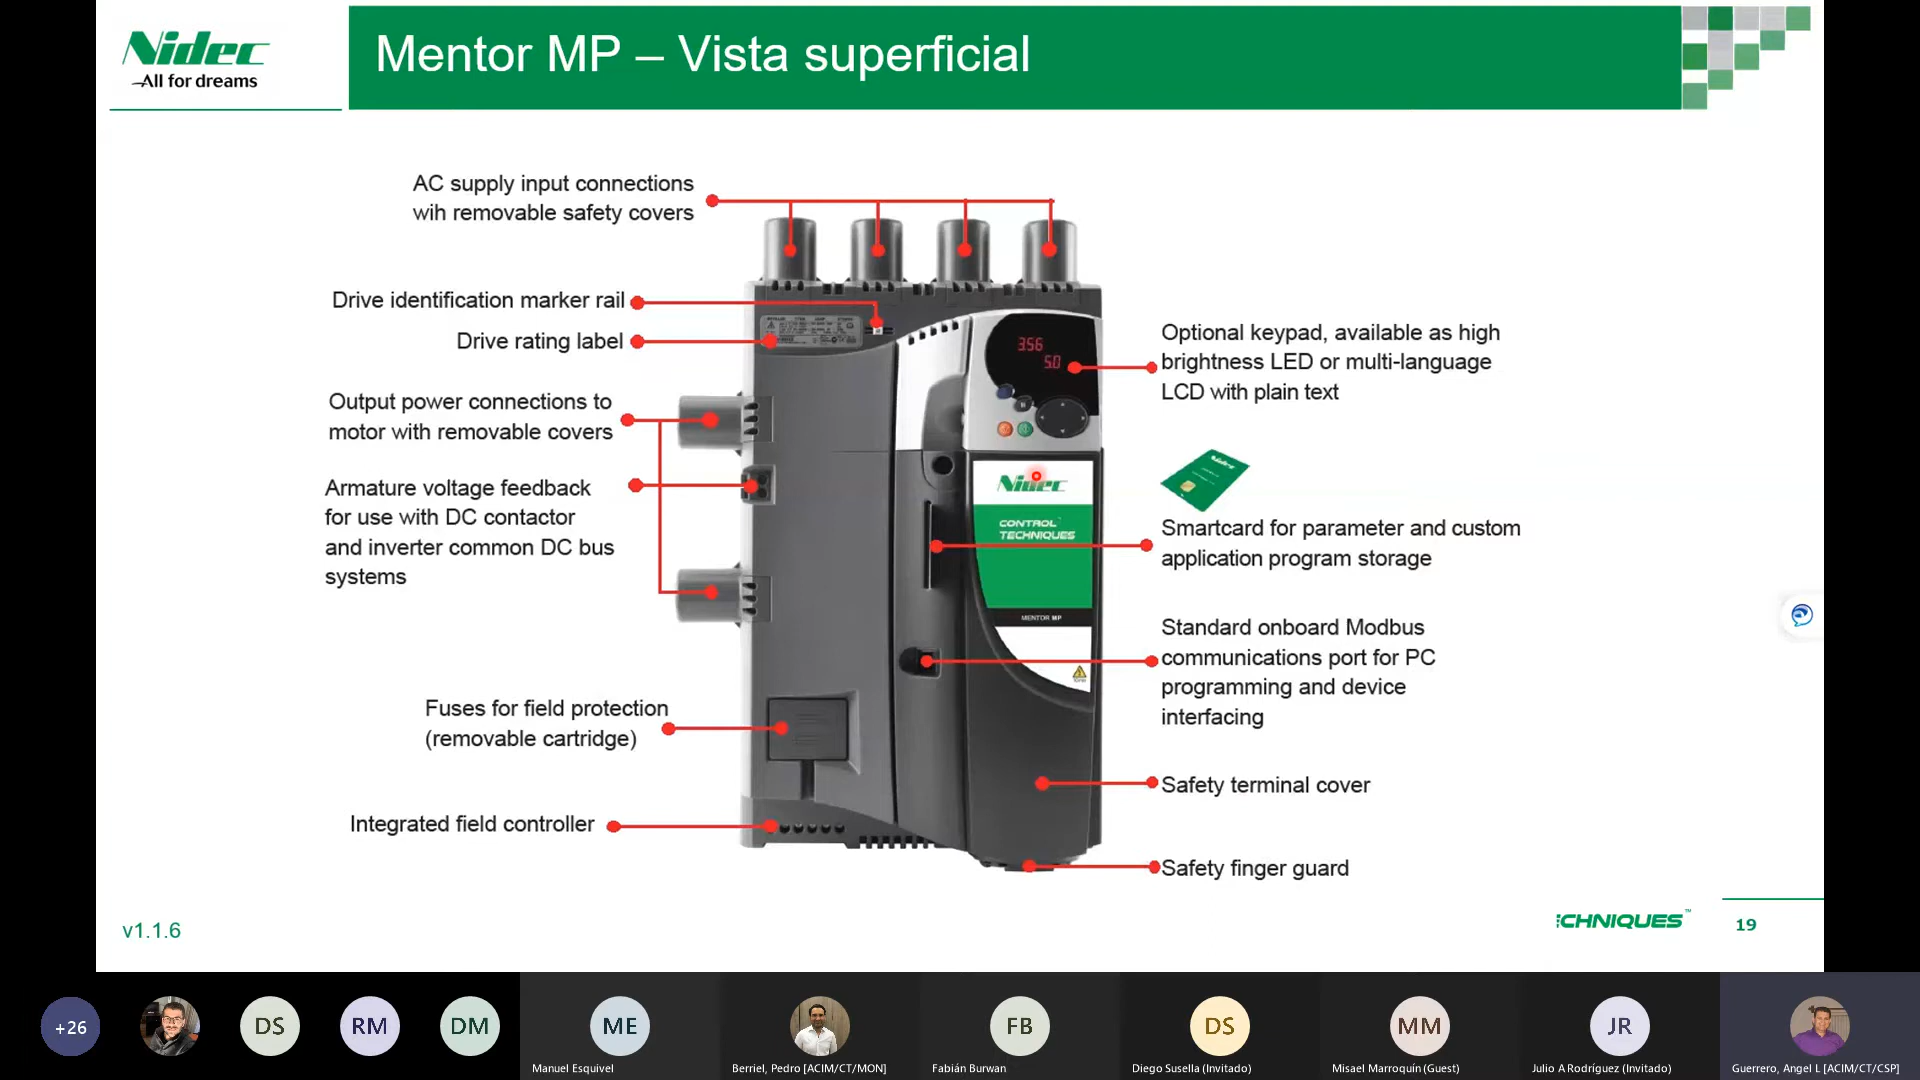 Nidec
All for dreams
Mentor MP – Vista superficial
AC supply input connections
wih removable safety covers
Drive identification marker rail
Drive rating label
Output power connections to
motor with removable covers
Armature voltage feedback
for use with DC contactor
and inverter common DC bus
systems
Fuses for field protection
(removable cartridge)
Integrated field controller
356
5.0
Nidec
CONTROL
TECHNIQUES
MENTOR MP
Optional keypad, available as high
brightness LED or multi-language
LCD with plain text
Nidec
Smartcard for parameter and custom
application program storage
Standard onboard Modbus
communications port for PC
programming and device
interfacing
Safety terminal cover
Safety finger guard
v1.1.6
CHNIQUES™
19
+26
DS
RM
DM
ME
FB
DS
MM
JR
Manuel Esquivel
Berriel, Pedro [ACIM/CT/MON]
Fabián Burwan
Diego Susella (Invitado)
Misael Marroquín (Guest)
Julio A Rodríguez (Invitado)
Guerrero, Angel L [ACIM/CT/CSP]